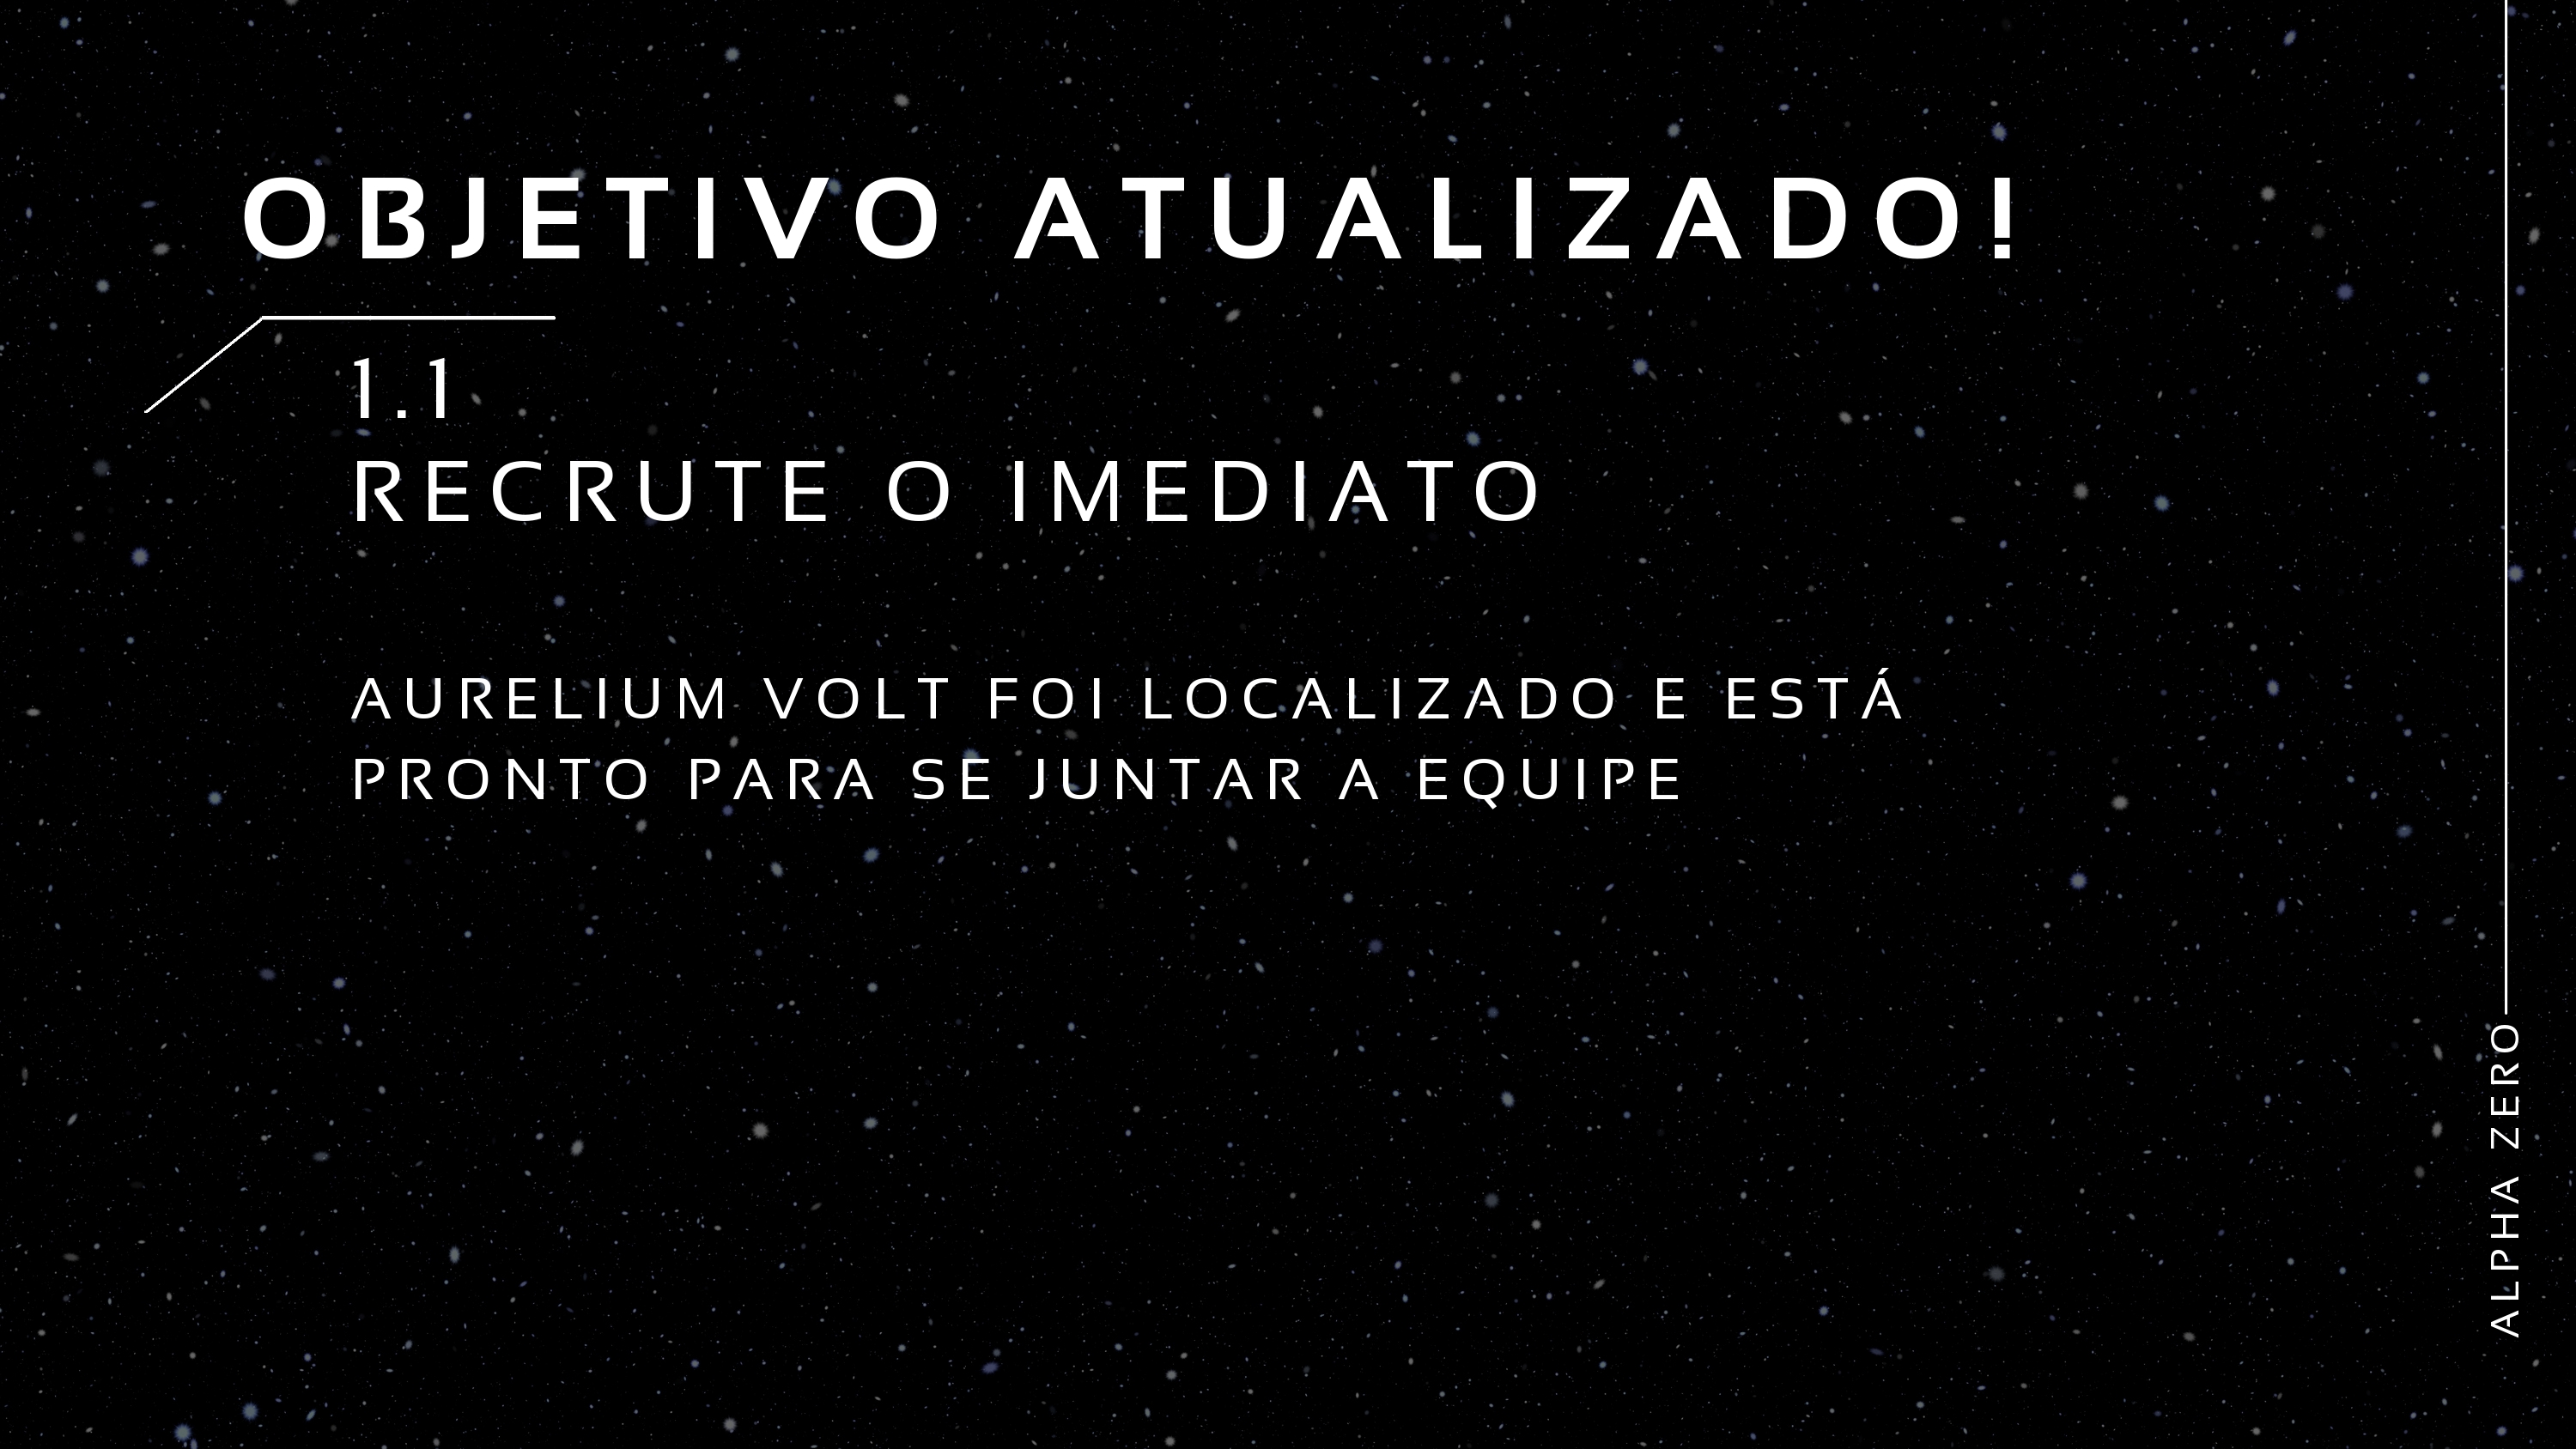 OBJETIVO ATUALIZADO!
1.1
RECRUTE O IMEDIATO
AURELIUM VOLT FOI LOCALIZADO E ESTÁ
PRONTO PARA SE JUNTAR A EQUIPE
ALPHA ZERO